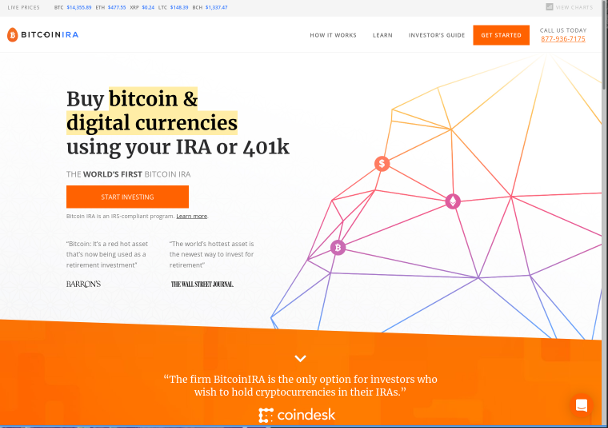 LIVE PRICES BTC $14,355.89 ETH $477.55 XRP $0.24 LTC $148.39 BCH $1,537.47 VIEW CHARTS
BITCOINIRA HOW IT WORKS LEARN INVESTOR'S GUIDE GET STARTED CALL US TODAY
877-936-7175
Buy bitcoin &
digital currencies
using your IRA or 401k
THE WORLD'S FIRST BITCOIN IRA
START INVESTING
Bitcoin IRA is an IRS-compliant program. Learn more.
"Bitcoin: it's a red hot asset
that's now being used as a
retirement investment"
BARRON'S
"The world's hottest asset is
the newest way to invest for
retirement"
THE WALL STREET JOURNAL
"The firm BitcoinIRA is the only option for investors who
wish to hold cryptocurrencies in their IRAs."
coindesk